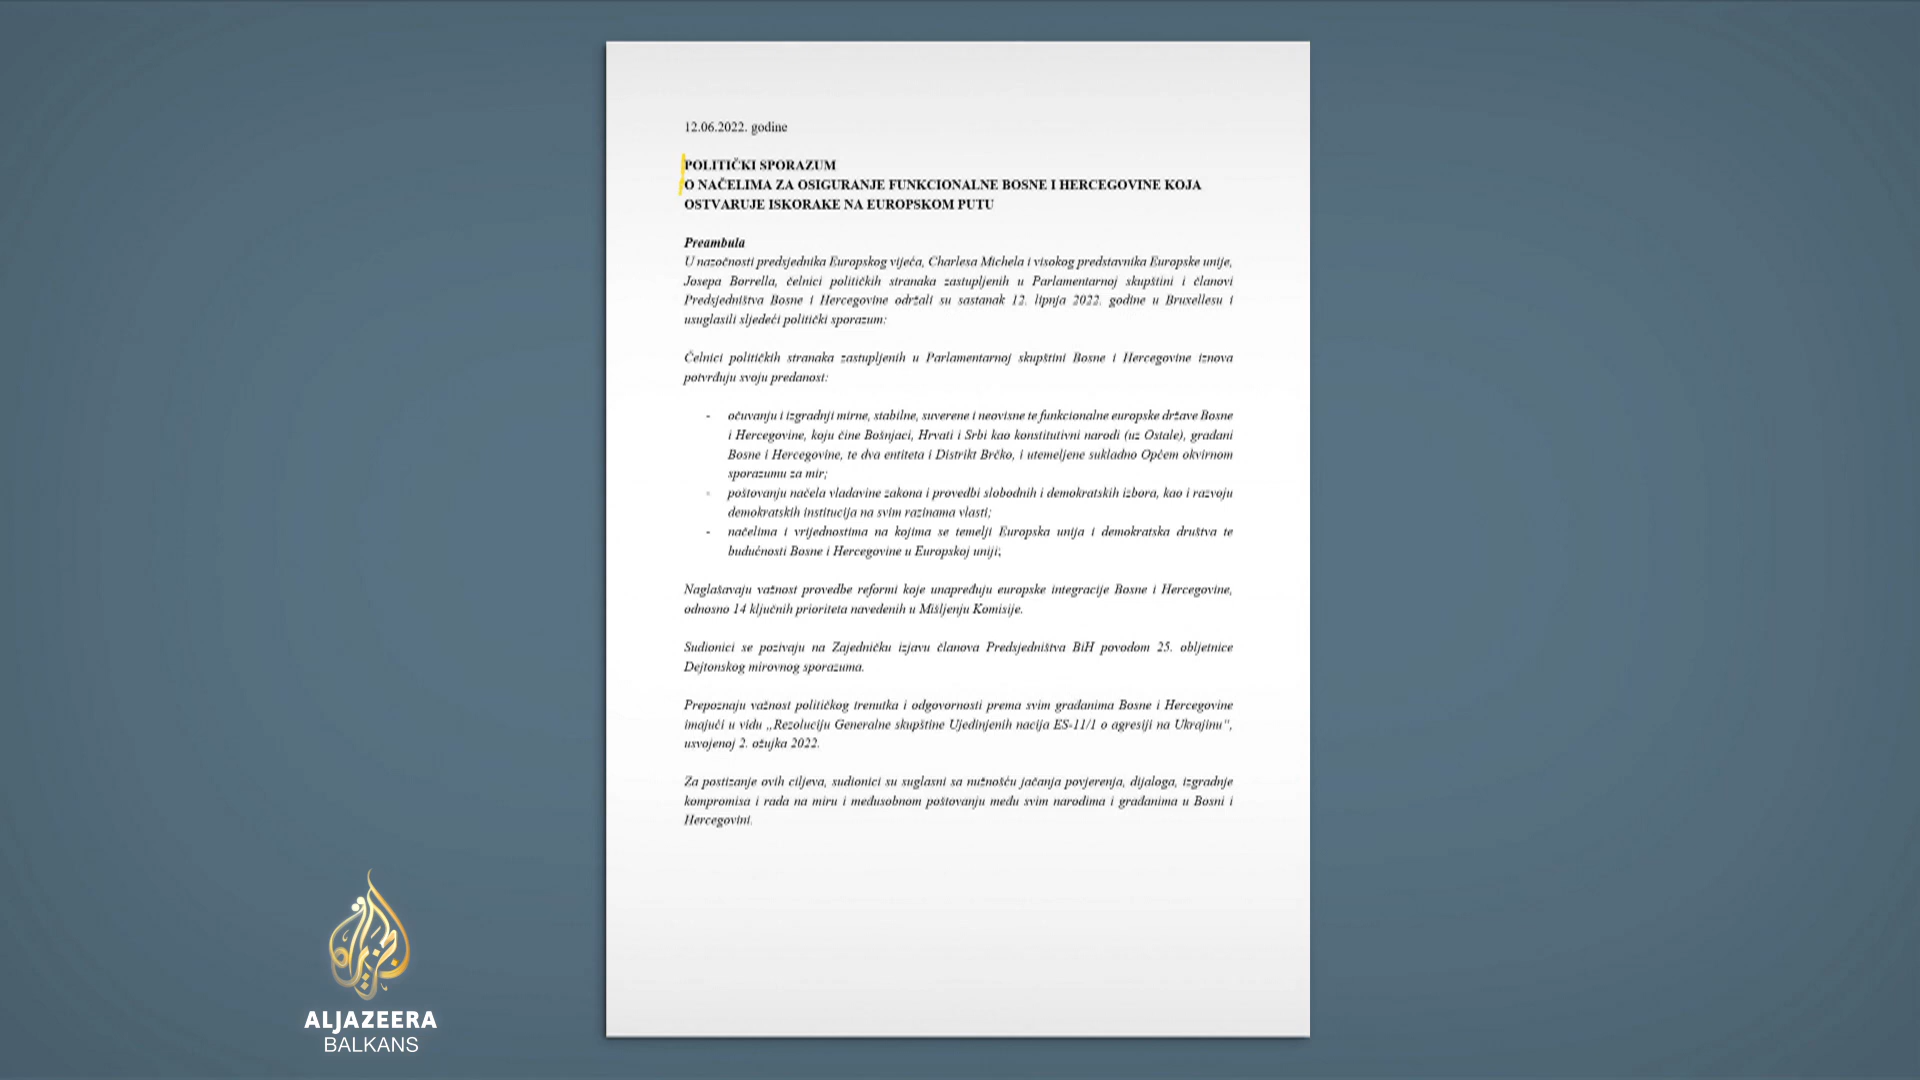 12.06.2022. godine
POLITIČKI SPORAZUM
O NAČELIMA ZA OSIGURANJE FUNKCIONALNE BOSNE I HERCEGOVINE KOJA
OSTVARUJE ISKORAKE NA EUROPSKOM PUTU
Preambula
U nazočnosti predsjednika Europskog vijeća, Charlesa Michela i visokog predstavnika Europske unije,
Josepa Borrella, čelnici političkih stranaka zastupljenih u Parlamentarnoj skupštini i članovi
Predsjedništva Bosne i Hercegovine održali su sastanak 12. lipnja 2022. godine u Bruxellesu i
usuglasili sljedeći politički sporazum:
Čelnici političkih stranaka zastupljenih u Parlamentarnoj skupštini Bosne i Hercegovine iznova
potvrđuju svoju predanost:
- očuvanju i izgradnji mirne, stabilne, suverene i neovisne te funkcionalne europske države Bosne
i Hercegovine, koju čine Bošnjaci, Hrvati i Srbi kao konstitutivni narodi (uz Ostale), građani
Bosne i Hercegovine, te dva entiteta i Distrikt Brčko, i utemeljene sukladno Općem okvirnom
sporazumu za mir;
- poštovanju načela vladavine zakona i provedbi slobodnih i demokratskih izbora, kao i razvoju
demokratskih institucija na svim razinama vlasti;
- načelima i vrijednostima na kojima se temelji Europska unija i demokratska društva te
budućnosti Bosne i Hercegovine u Europskoj uniji;
Naglašavaju važnost provedbe reformi koje unapređuju europske integracije Bosne i Hercegovine,
odnosno 14 ključnih prioriteta navedenih u Mišljenju Komisije.
Sudionici se pozivaju na Zajedničku izjavu članova Predsjedništva BiH povodom 25. obljetnice
Dejtonskog mirovnog sporazuma.
Prepoznaju važnost političkog trenutka i odgovornosti prema svim građanima Bosne i Hercegovine
imajući u vidu „Rezoluciju Generalne skupštine Ujedinjenih nacija ES-11/1 o agresiji na Ukrajinu",
usvojenoj 2. ožujka 2022.
Za postizanje ovih ciljeva, sudionici su suglasni sa nužnošću jačanja povjerenja, dijaloga, izgradnje
kompromisa i rada na miru i međusobnom poštovanju među svim narodima i građanima u Bosni i
Hercegovini.
ALJAZEERA
BALKANS